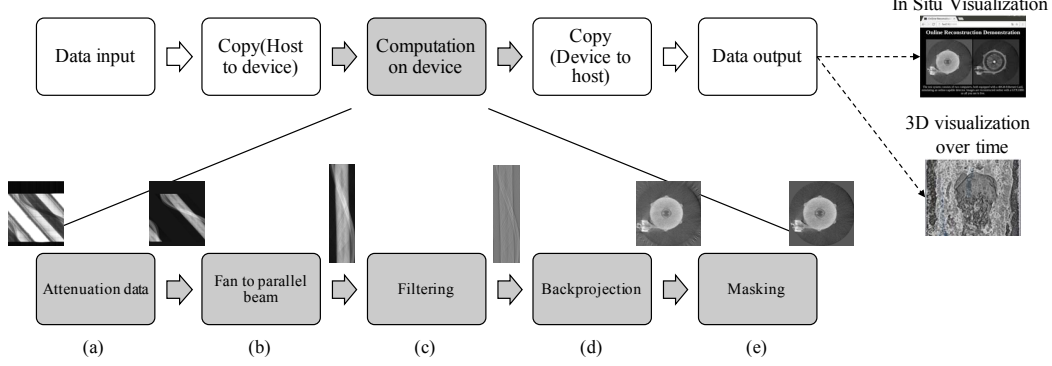 In Situ Visualization
Data input
Copy(Host
to device)
Computation
on device
Copy
(Device to
host)
Data output
Online Reconstruction Demonstration
3D visualization
over time
Attenuation data
Fan to parallel
beam
Filtering
Backprojection
Masking
(a)
(b)
(c)
(d)
(e)